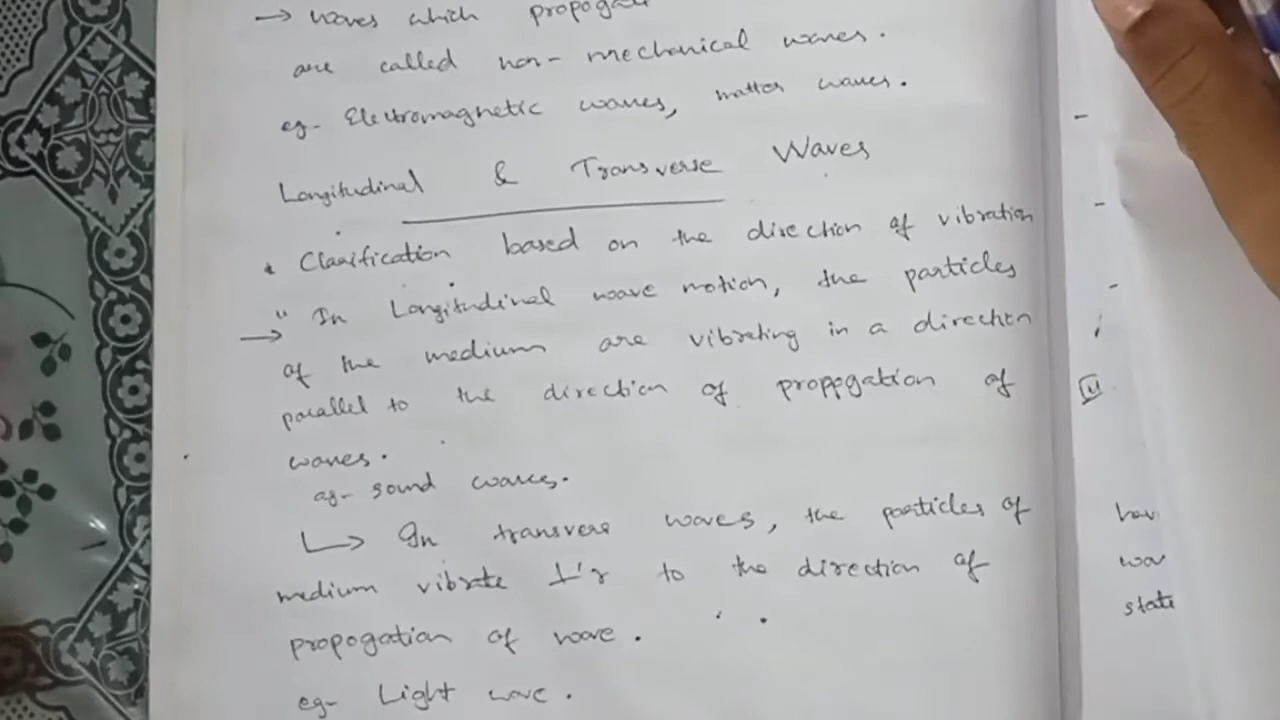 → waves which
are called non-mechanical waves.
eg- Electromagnetic waves, matter waves.
Longitudinal & Transverse Waves
* Classification based on the direction of vibration
→ " In Longitudinal wave motion, the particles
of the medium are vibrating in a direction
parallel to the direction of propogation of
waves.
eg- sound waves.
↳ In transvere waves, the particles of
medium vibrate ⊥'r to the direction of
propogation of wave.
eg- Light wave.
state